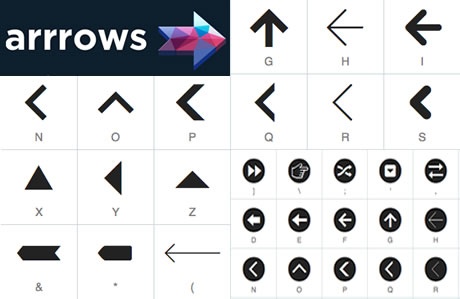 arrrows
G H I
N O P
Q R S
X Y Z
& * (
] \ ; ' ,
D E F G H
N O P Q R